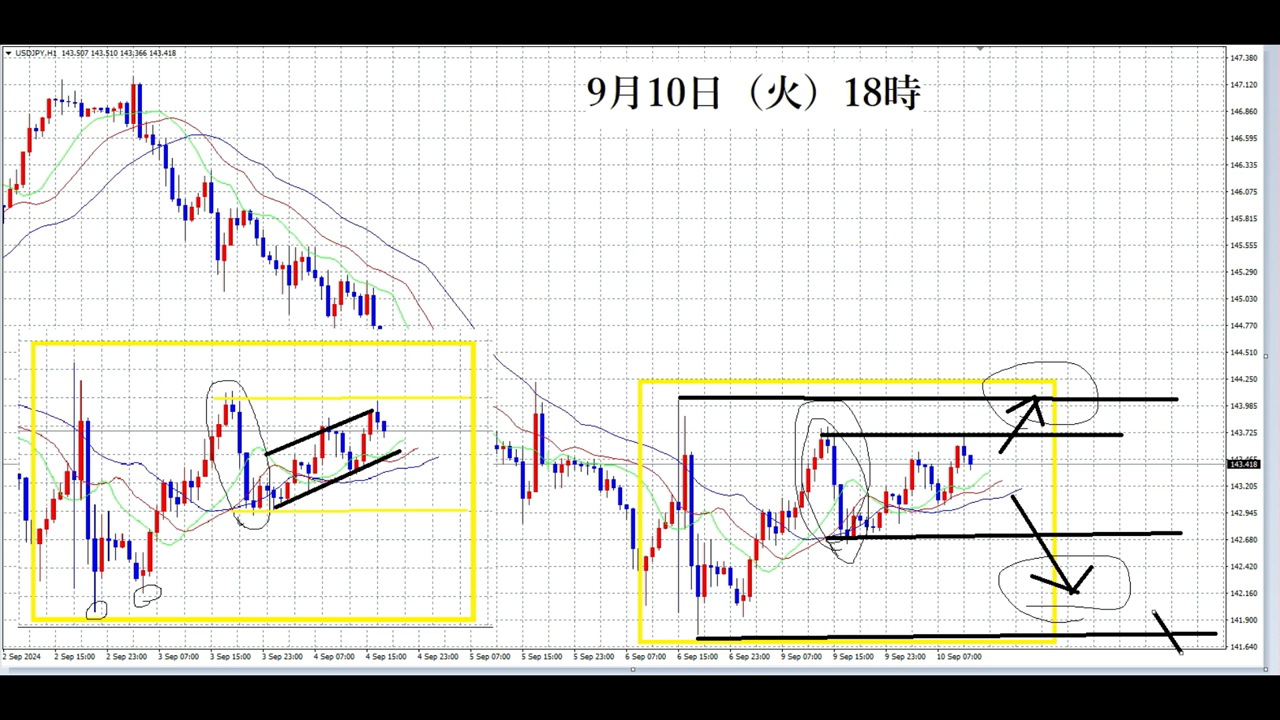 USDJPY,H1 143.507 143.510 143.366 143.418
9月10日（火）18時
147.380
147.120
146.860
146.595
146.335
146.075
145.815
145.555
145.290
145.030
144.770
144.510
144.250
143.985
143.725
143.418
143.205
142.945
142.680
142.420
142.160
141.900
141.640
2 Sep 2024
2 Sep 15:00
2 Sep 23:00
3 Sep 07:00
3 Sep 15:00
3 Sep 23:00
4 Sep 07:00
4 Sep 15:00
4 Sep 23:00
5 Sep 07:00
5 Sep 15:00
5 Sep 23:00
6 Sep 07:00
6 Sep 15:00
6 Sep 23:00
9 Sep 07:00
9 Sep 15:00
9 Sep 23:00
10 Sep 07:00